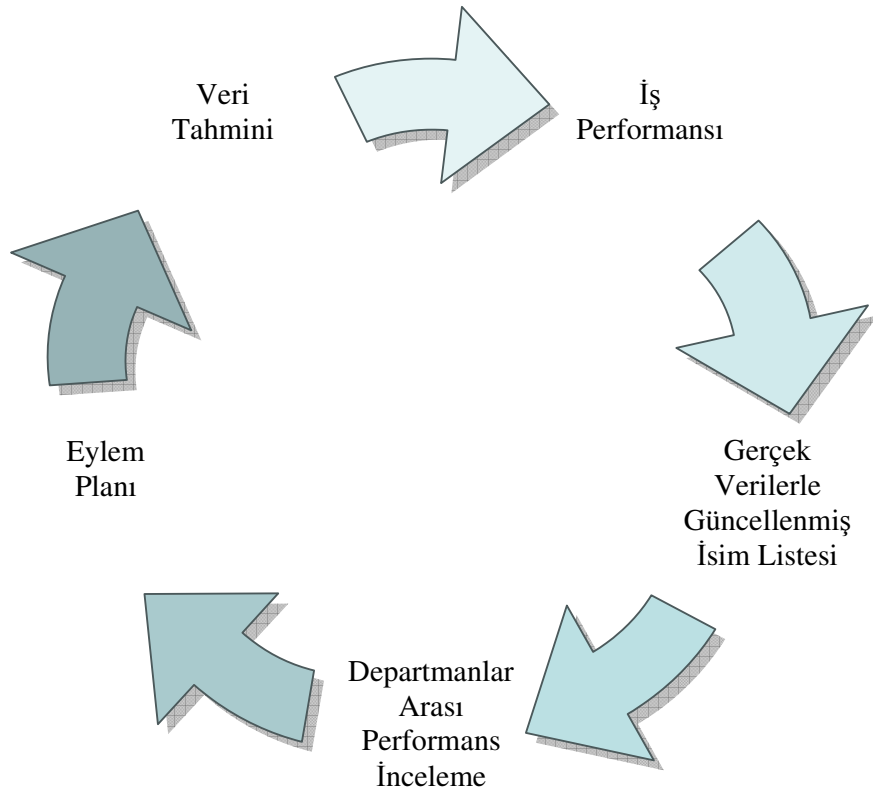 Veri
Tahmini
İş
Performansı
Gerçek
Verilerle
Güncellenmiş
İsim Listesi
Departmanlar
Arası
Performans
İnceleme
Eylem
Planı